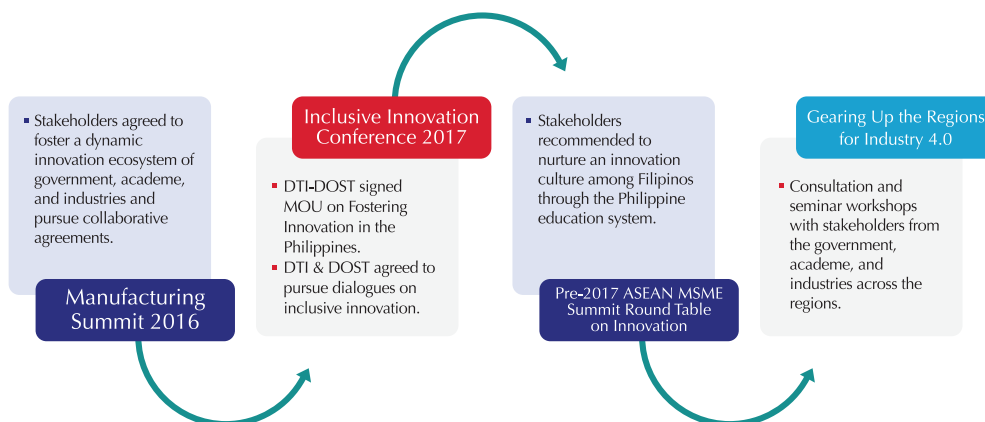 Stakeholders agreed to
foster a dynamic
innovation ecosystem of
government, academe,
and industries and
pursue collaborative
agreements.
Manufacturing
Summit 2016
Inclusive Innovation
Conference 2017
DTI-DOST signed
MOU on Fostering
Innovation in the
Philippines.
DTI & DOST agreed to
pursue dialogues on
inclusive innovation.
Stakeholders
recommended to
nurture an innovation
culture among Filipinos
through the Philippine
education system.
Pre-2017 ASEAN MSME
Summit Round Table
on Innovation
Gearing Up the Regions
for Industry 4.0
Consultation and
seminar workshops
with stakeholders from
the government,
academe, and
industries across the
regions.